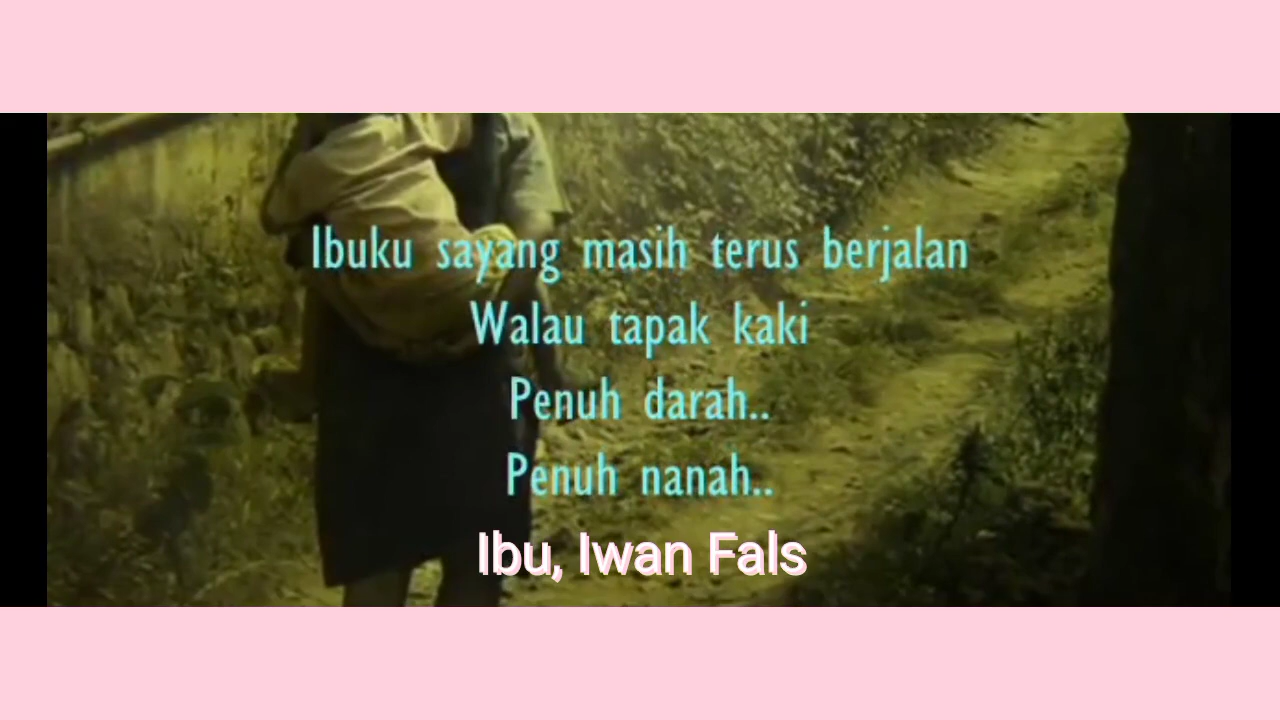 Ibuku sayang masih terus berjalan
Walau tapak kaki
Penuh darah..
Penuh nanah..
Ibu, Iwan Fals